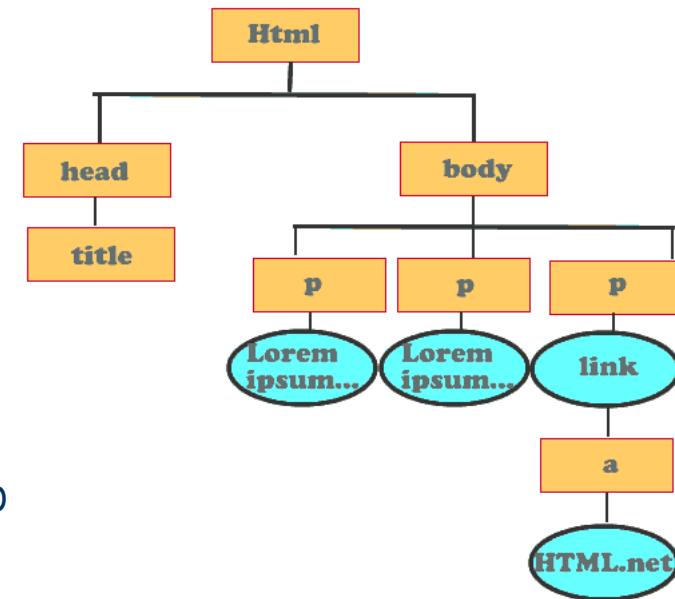 Html
head
body
title
p
p
p
Lorem
ipsum...
Lorem
ipsum...
link
a
HTML.net